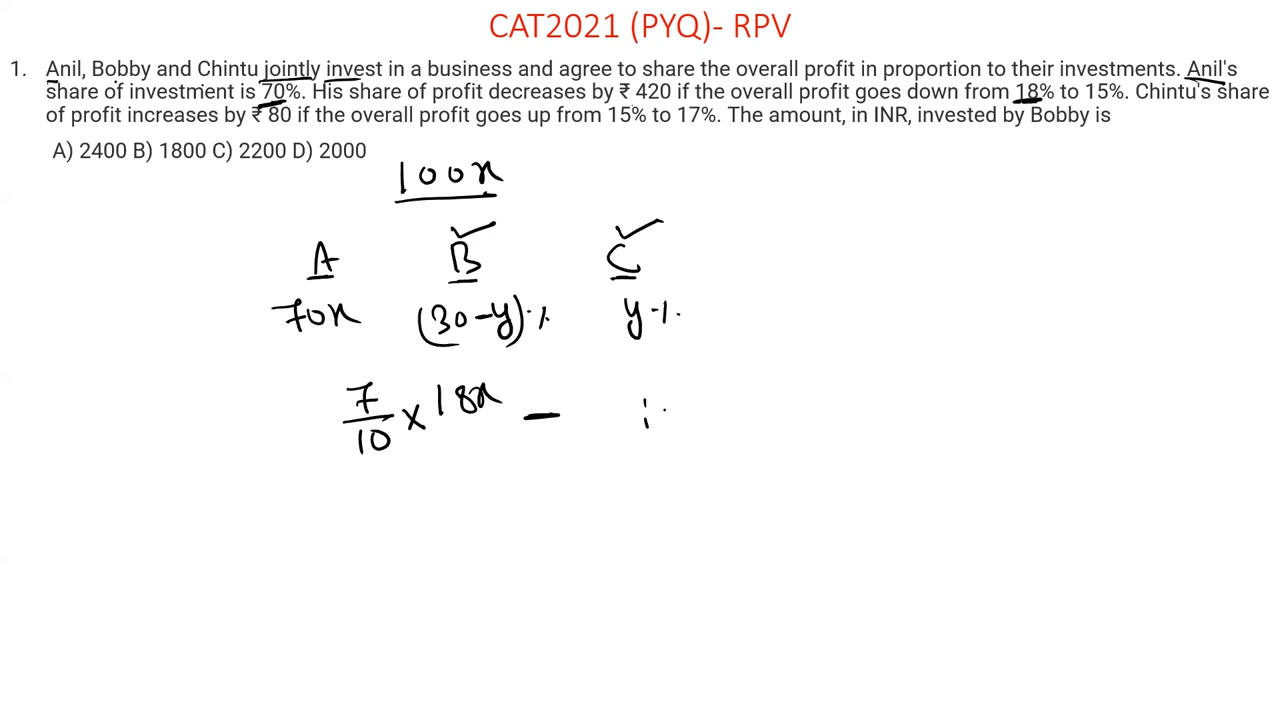 CAT2021 (PYQ)- RPV
1. Anil, Bobby and Chintu jointly invest in a business and agree to share the overall profit in proportion to their investments. Anil's
share of investment is 70%. His share of profit decreases by ₹ 420 if the overall profit goes down from 18% to 15%. Chintu's share
of profit increases by ₹ 80 if the overall profit goes up from 15% to 17%. The amount, in INR, invested by Bobby is
A) 2400 B) 1800 C) 2200 D) 2000
100x
A B C
70x (30-y)% y%
7/10 × 18x -